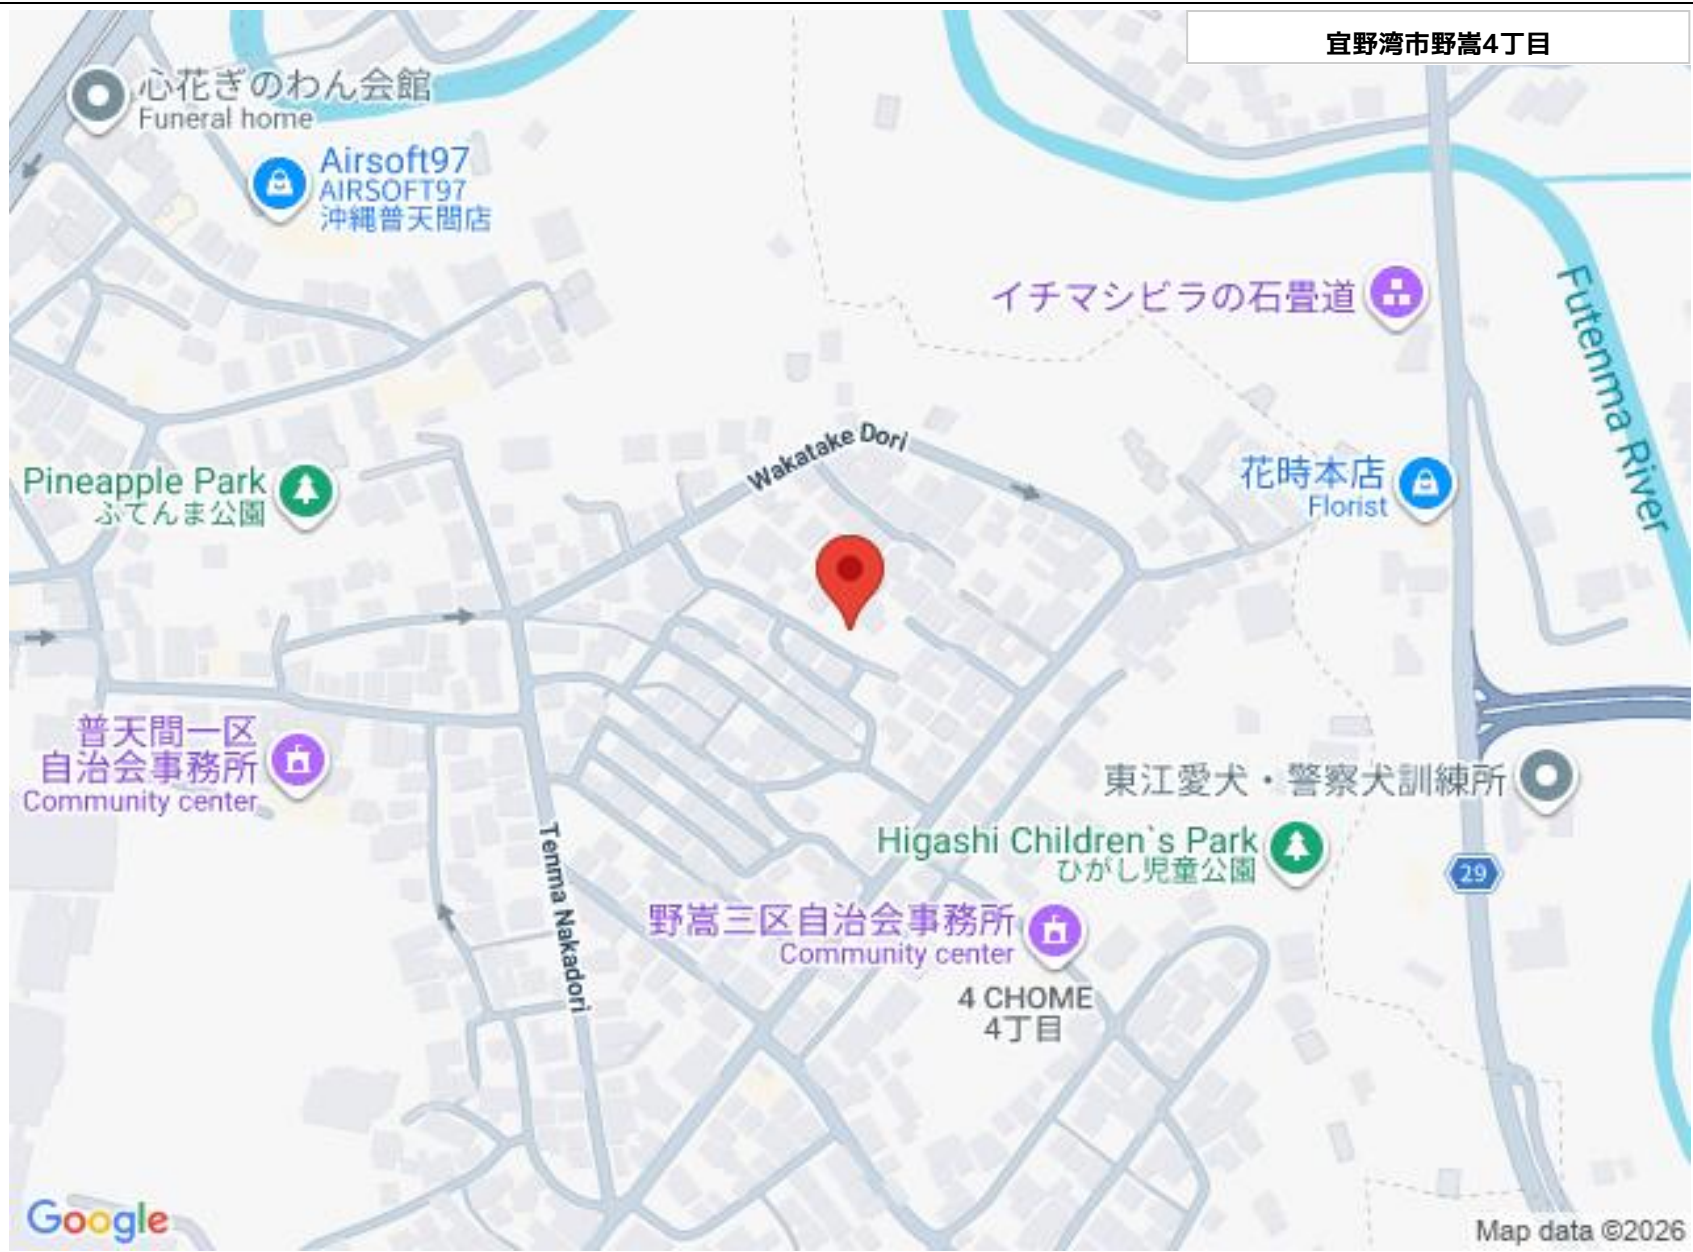 宜野湾市野嵩4丁目
心花ぎのわん会館
Funeral home
Airsoft97
AIRSOFT97
沖縄普天間店
イチマシビラの石畳道
Futenma River
Wakatake Dori
花時本店
Florist
Pineapple Park
ふてんま公園
普天間一区
自治会事務所
Community center
東江愛犬・警察犬訓練所
Higashi Children`s Park
ひがし児童公園
29
Tenma Nakadori
野嵩三区自治会事務所
Community center
4 CHOME
4丁目
Google
Map data ©2026